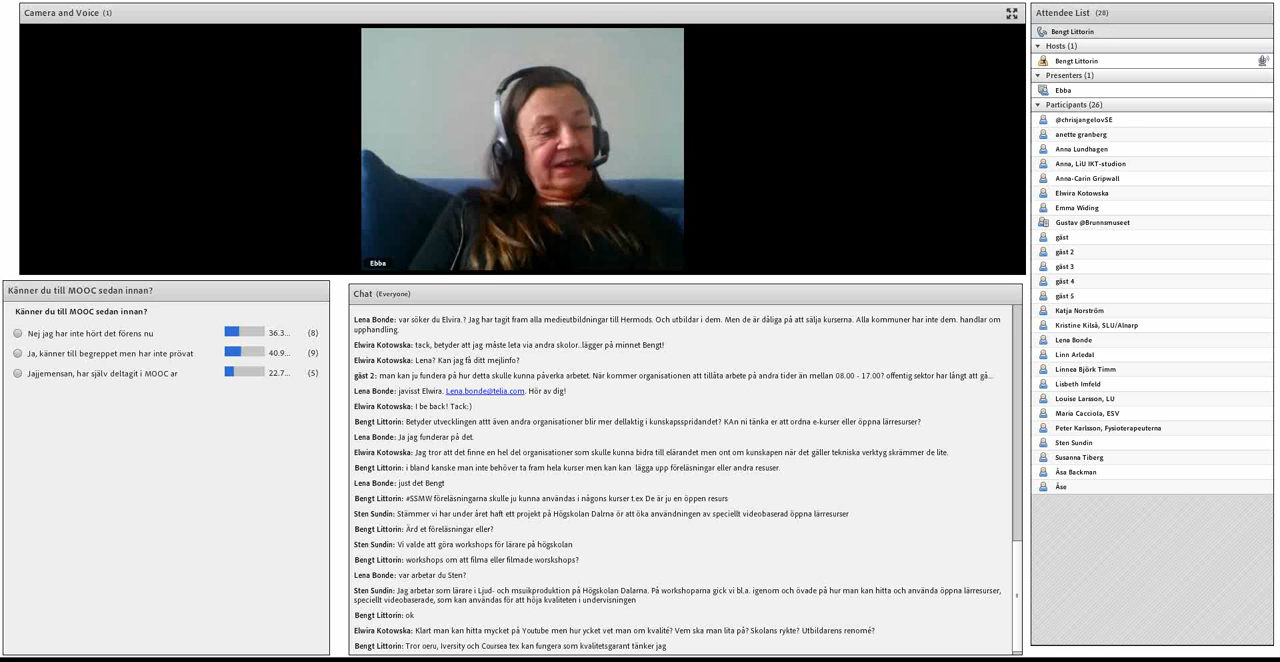 Camera and Voice (1)
Ebba
Känner du till MOOC sedan innan?
Känner du till MOOC sedan innan?
Nej jag har inte hört det förens nu 36.3... (8)
Ja, känner till begreppet men har inte prövat 40.9... (9)
Jajjemensan, har själv deltagit i MOOC ar 22.7... (5)
Chat (Everyone)
Lena Bonde: var söker du Elvira.? Jag har tagit fram alla medieutbildningar till Hermods. Och utbildar i dem. Men de är dåliga på att sälja kurserna. Alla kommuner har inte dem. handlar om
upphandling.
Elwira Kotowska: tack, betyder att jag måste leta via andra skolor..lägger på minnet Bengt!
Elwira Kotowska: Lena? Kan jag få ditt mejlinfo?
gäst 2: man kan ju fundera på hur detta skulle kunna påverka arbetet. När kommer organisationen att tillåta arbete på andra tider än mellan 08.00 - 17.00? offentlig sektor har långt att gå...
Lena Bonde: javisst Elwira. Lena.bonde@telia.com. Hör av dig!
Elwira Kotowska: I be back! Tack:)
Bengt Littorin: Betyder utvecklingen attt även andra organisationer blir mer dellaktig i kunskapsspridandet? KAn ni tänka er att ordna e-kurser eller öppna lärresurser?
Lena Bonde: Ja jag funderar på det.
Elwira Kotowska: Jag tror att det finne en hel del organisationer som skulle kunna bidra till elärandet men ont om kunskapen när det gäller tekniska verktyg skrämmer de lite.
Bengt Littorin: i bland kanske man inte behöver ta fram hela kurser men kan kan lägga upp föreläsningar eller andra resuser.
Lena Bonde: just det Bengt
Bengt Littorin: #SSMW föreläsningarna skulle ju kunna användas i någons kurser t.ex De är ju en öppen resurs
Sten Sundin: Stämmer vi har under året haft ett projekt på Högskolan Dalrna ör att öka användningen av speciellt videobaserad öppna lärresurser
Bengt Littorin: Ärd et föreläsningar eller?
Sten Sundin: Vi valde att göra workshops för lärare på högskolan
Bengt Littorin: workshops om att filma eller filmade worskshops?
Lena Bonde: var arbetar du Sten?
Sten Sundin: Jag arbetar som lärare i Ljud- och msuikproduktion på Högskolan Dalarna. På workshoparna gick vi bl.a. igenom och övade på hur man kan hitta och använda öppna lärresurser,
speciellt videobaserade, som kan användas för att höja kvaliteten i undervisningen
Bengt Littorin: ok
Elwira Kotowska: Klart man kan hitta mycket på Youtube men hur ycket vet man om kvalité? Vem ska man lita på? Skolans rykte? Utbildarens renomé?
Bengt Littorin: Tror oeru, Iversity och Coursea tex kan fungera som kvalitetsgarant tänker jag
Attendee List (28)
Bengt Littorin
Hosts (1)
Bengt Littorin
Presenters (1)
Ebba
Participants (26)
@chrisjangelovSE
anette granberg
Anna Lundhagen
Anna, LiU IKT-studion
Anna-Carin Gripwall
Elwira Kotowska
Emma Widing
Gustav @Brunnsmuseet
gäst
gäst 2
gäst 3
gäst 4
gäst 5
Katja Norström
Kristine Kilså, SLU/Alnarp
Lena Bonde
Linn Arledal
Linnea Björk Timm
Lisbeth Imfeld
Louise Larsson, LU
Maria Cacciola, ESV
Peter Karlsson, Fysioterapeuterna
Sten Sundin
Susanna Tiberg
Åsa Backman
Åse